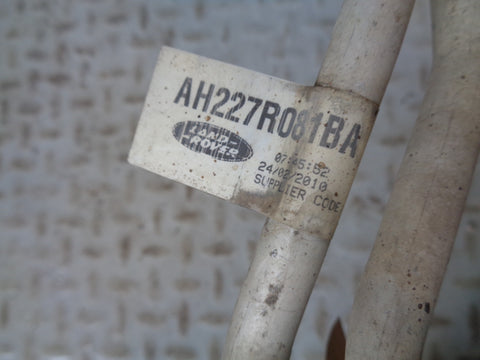 AH227R081BA
LAND-
ROVER
07:45:52
24/02/2010
SUPPLIER CODE